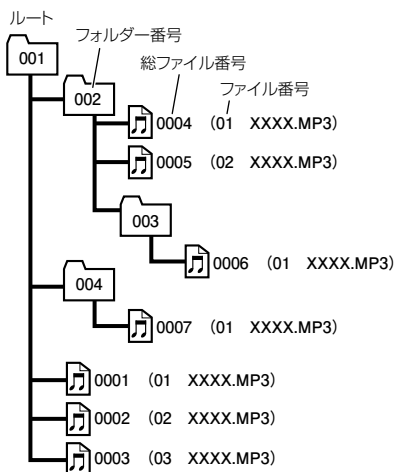 ルート
001
フォルダー番号
総ファイル番号
ファイル番号
002
0004 (01 XXXX.MP3)
0005 (02 XXXX.MP3)
003
0006 (01 XXXX.MP3)
004
0007 (01 XXXX.MP3)
0001 (01 XXXX.MP3)
0002 (02 XXXX.MP3)
0003 (03 XXXX.MP3)